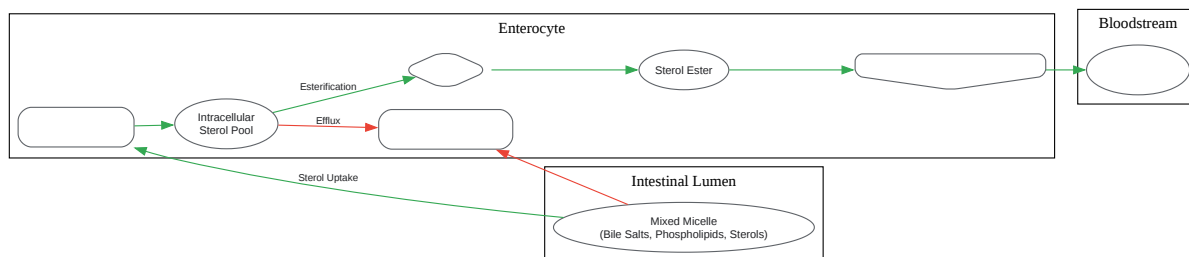 Enterocyte
Bloodstream
Sterol Ester
Esterification
Intracellular
Sterol Pool
Efflux
Sterol Uptake
Intestinal Lumen
Mixed Micelle
(Bile Salts, Phospholipids, Sterols)